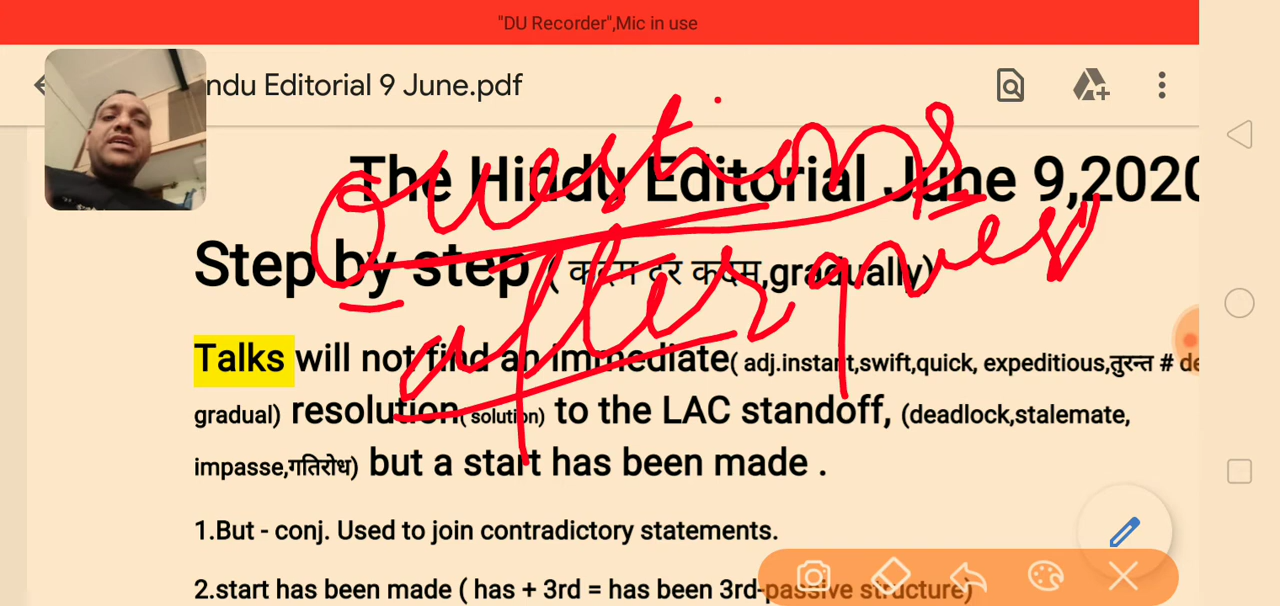 "DU Recorder",Mic in use
ndu Editorial 9 June.pdf
The Hindu Editorial June 9,2020
Step by step ( कदम दर कदम,gradually)
Questions
after ques
Talks will not find an immediate( adj.instant,swift,quick, expeditious,तुरन्त # de
gradual) resolution( solution) to the LAC standoff, (deadlock,stalemate,
impasse,गतिरोध) but a start has been made .
1.But - conj. Used to join contradictory statements.
2.start has been made ( has + 3rd = has been 3rd-passive structure)